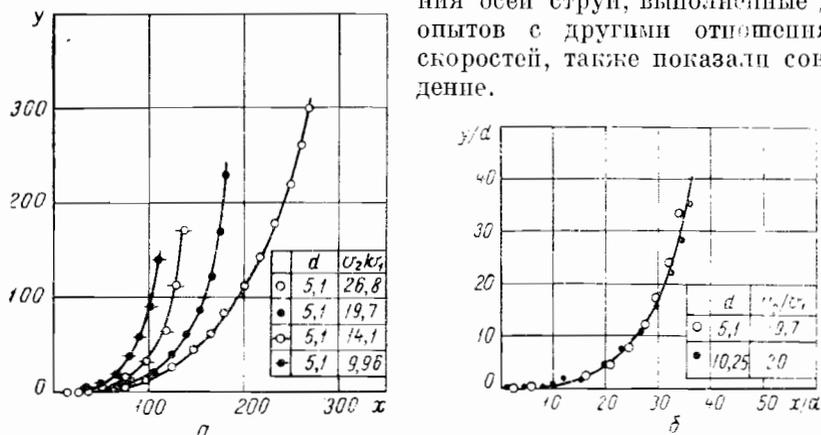 ния осей струй, выполненные
опытов с другими отношения
скоростей, также показали сов
дение.
y
300
200
100
0
100
200
300
x
d
5,1 26,8
5,1 19,7
5,1 14,1
5,1 9,96
а
y/d
40
30
20
10
0
10 20 30 40 50 60 x/d
d
5,1
10,25
б